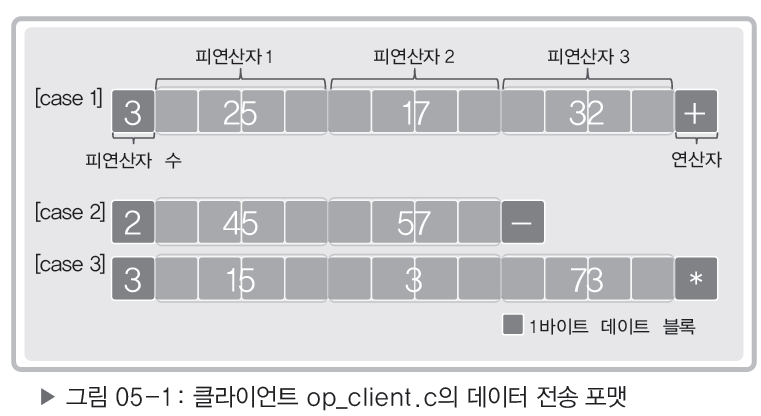 피연산자 1 피연산자 2 피연산자 3
[case 1] 3 25 17 32 +
피연산자 수 연산자
[case 2] 2 45 57 -
[case 3] 3 15 3 73 *
1바이트 데이트 블록
▶ 그림 05-1: 클라이언트 op_client.c의 데이터 전송 포맷